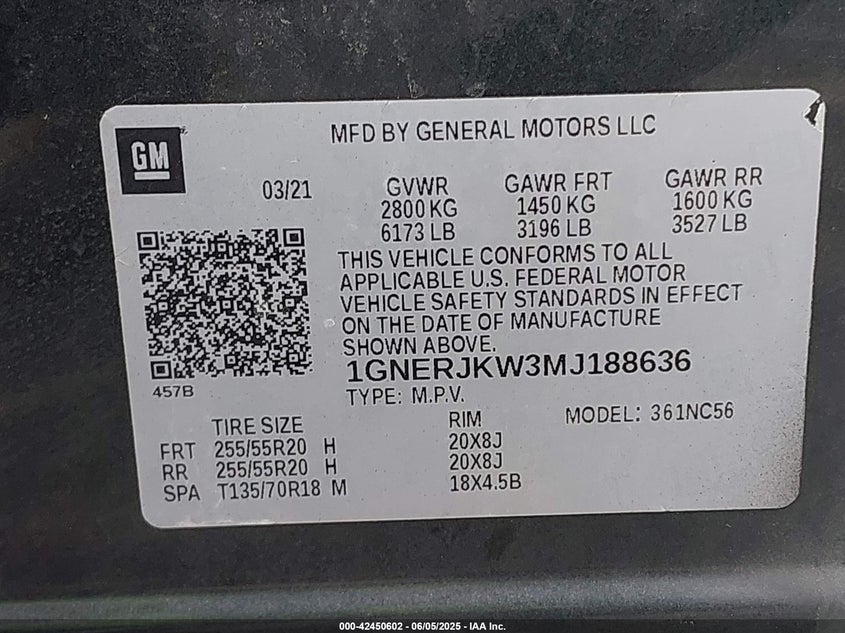 MFD BY GENERAL MOTORS LLC
GM
03/21
GVWR GAWR FRT GAWR RR
2800 KG 1450 KG 1600 KG
6173 LB 3196 LB 3527 LB
THIS VEHICLE CONFORMS TO ALL
APPLICABLE U.S. FEDERAL MOTOR
VEHICLE SAFETY STANDARDS IN EFFECT
ON THE DATE OF MANUFACTURE
SHOWN ABOVE.
1GNERJKW3MJ188636
457B
TYPE: M.P.V.
MODEL: 361NC56
TIRE SIZE RIM
FRT 255/55R20 H 20X8J
RR 255/55R20 H 20X8J
SPA T135/70R18 M 18X4.5B
000-42450602 - 06/05/2025 - IAA Inc.